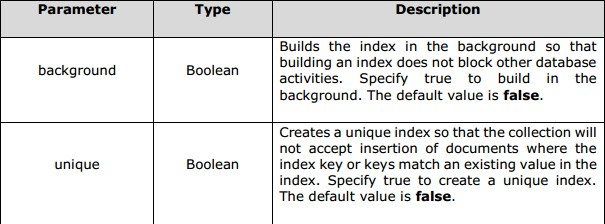 Parameter Type Description
Builds the index in the background so that
building an index does not block other database
background Boolean activities. Specify true to build in the
background. The default value is false.
Creates a unique index so that the collection will
not accept insertion of documents where the
unique Boolean index key or keys match an existing value in the
index. Specify true to create a unique index.
The default value is false.